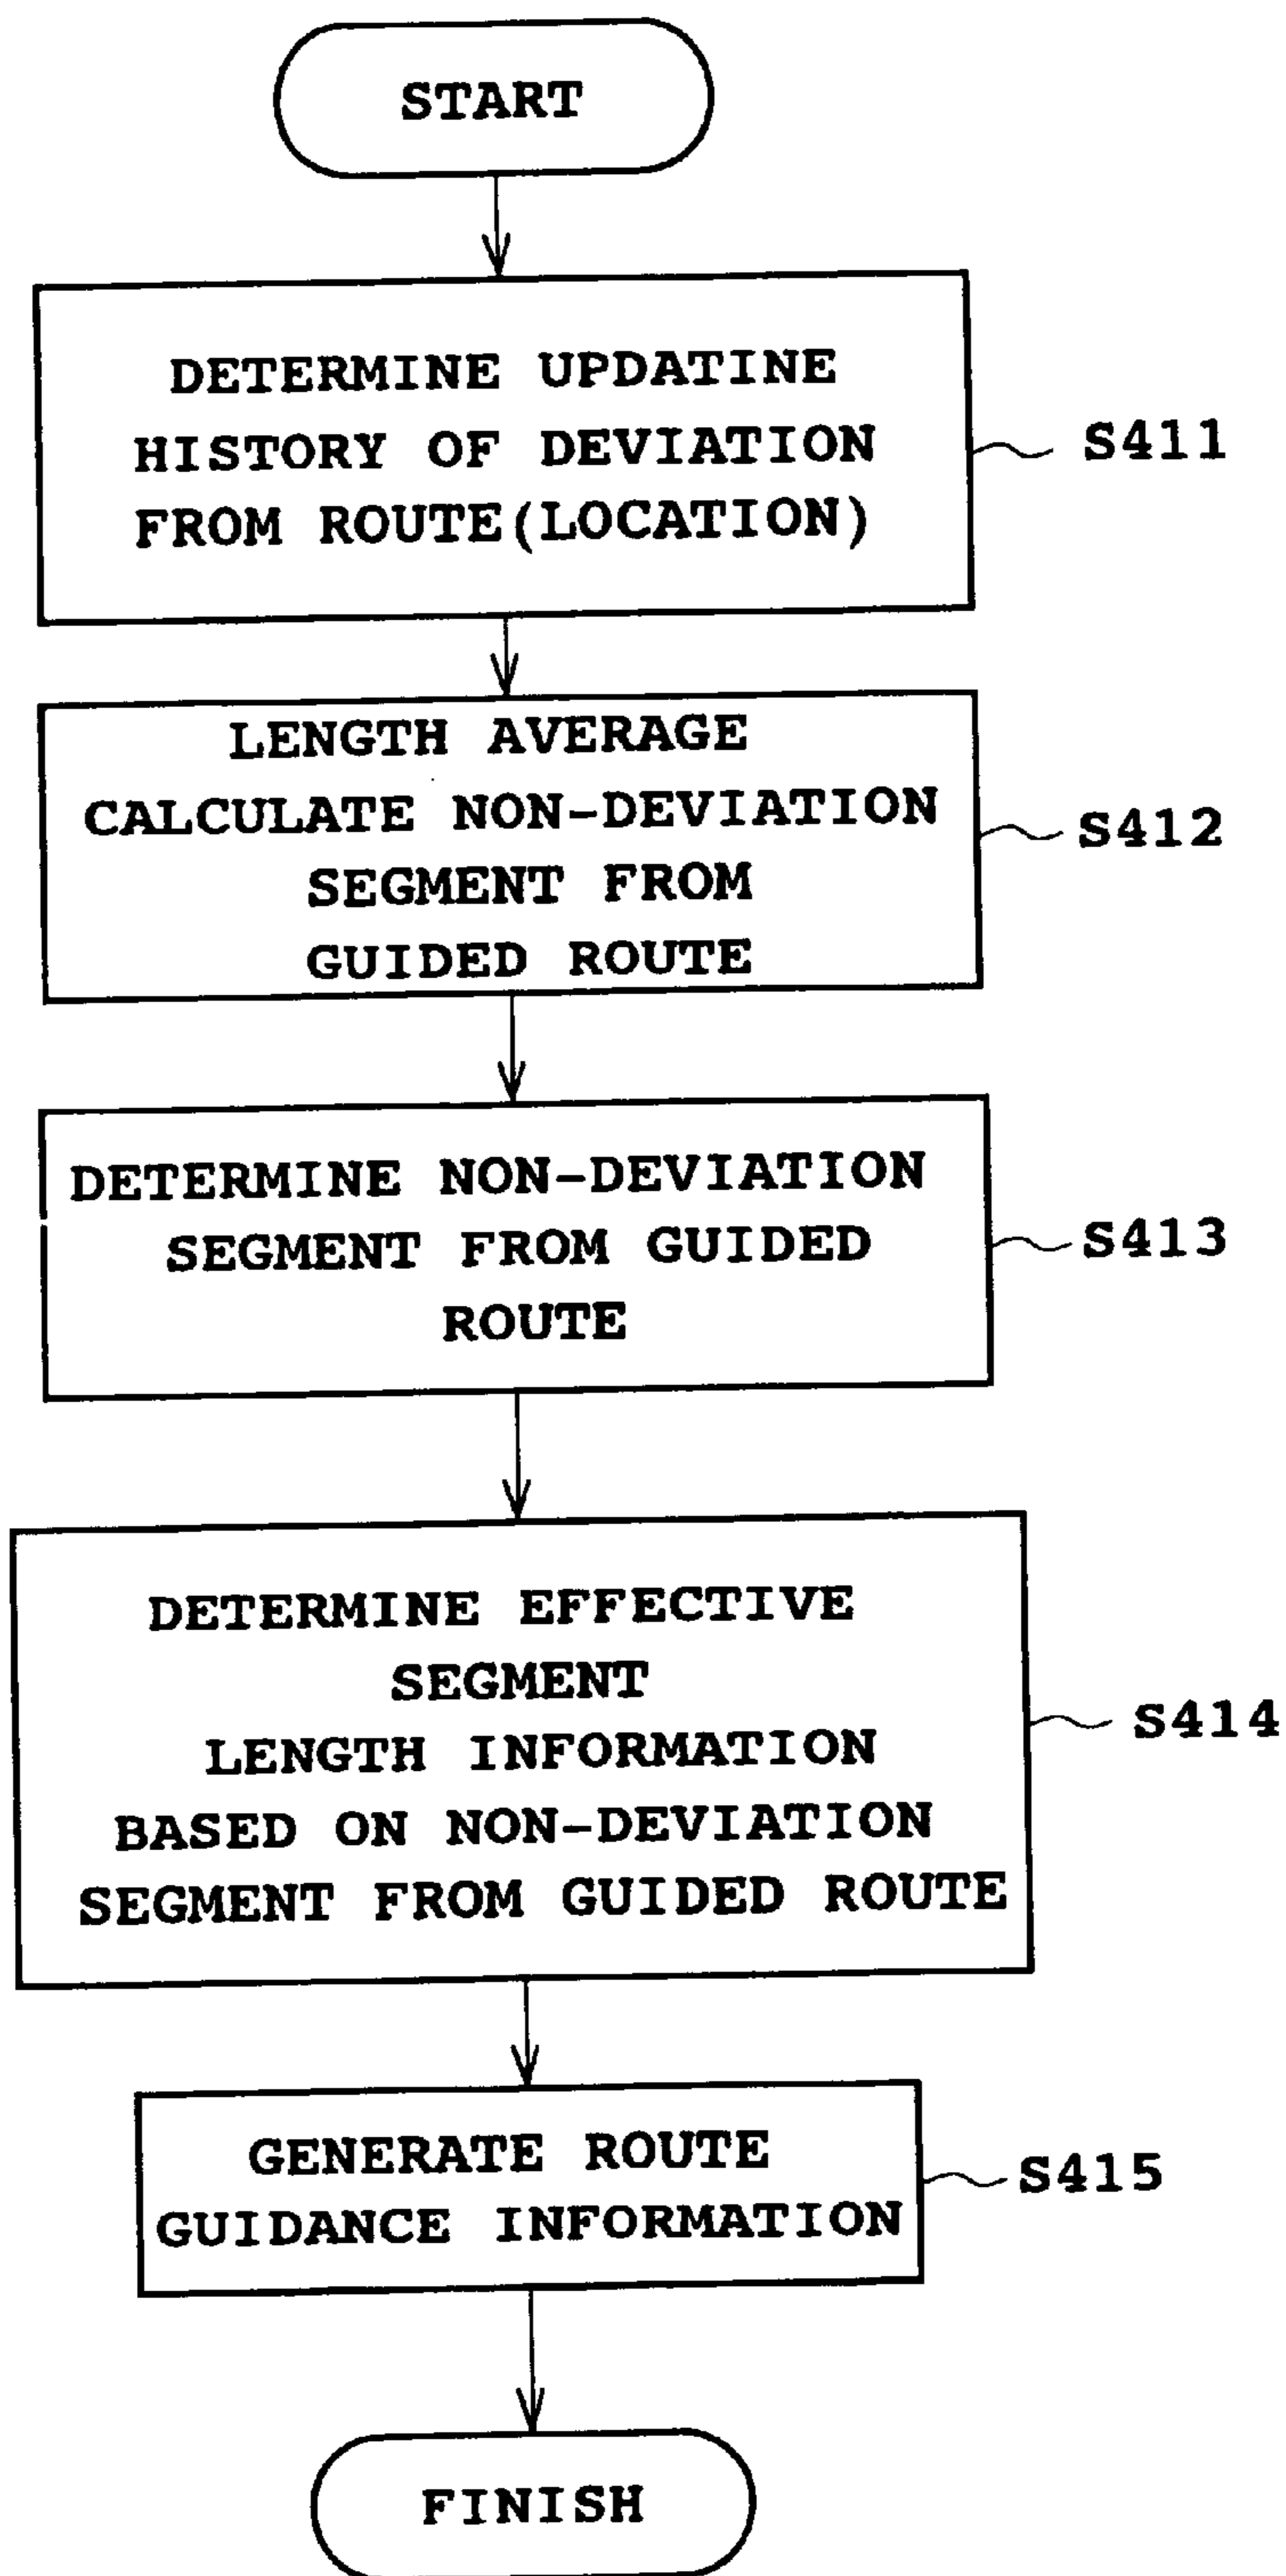 START
DETERMINE UPDATINE
HISTORY OF DEVIATION
FROM ROUTE(LOCATION)
S411
LENGTH AVERAGE
CALCULATE NON-DEVIATION
SEGMENT FROM
GUIDED ROUTE
S412
DETERMINE NON-DEVIATION
SEGMENT FROM GUIDED
ROUTE
S413
DETERMINE EFFECTIVE
SEGMENT
LENGTH INFORMATION
BASED ON NON-DEVIATION
SEGMENT FROM GUIDED ROUTE
S414
GENERATE ROUTE
GUIDANCE INFORMATION
S415
FINISH